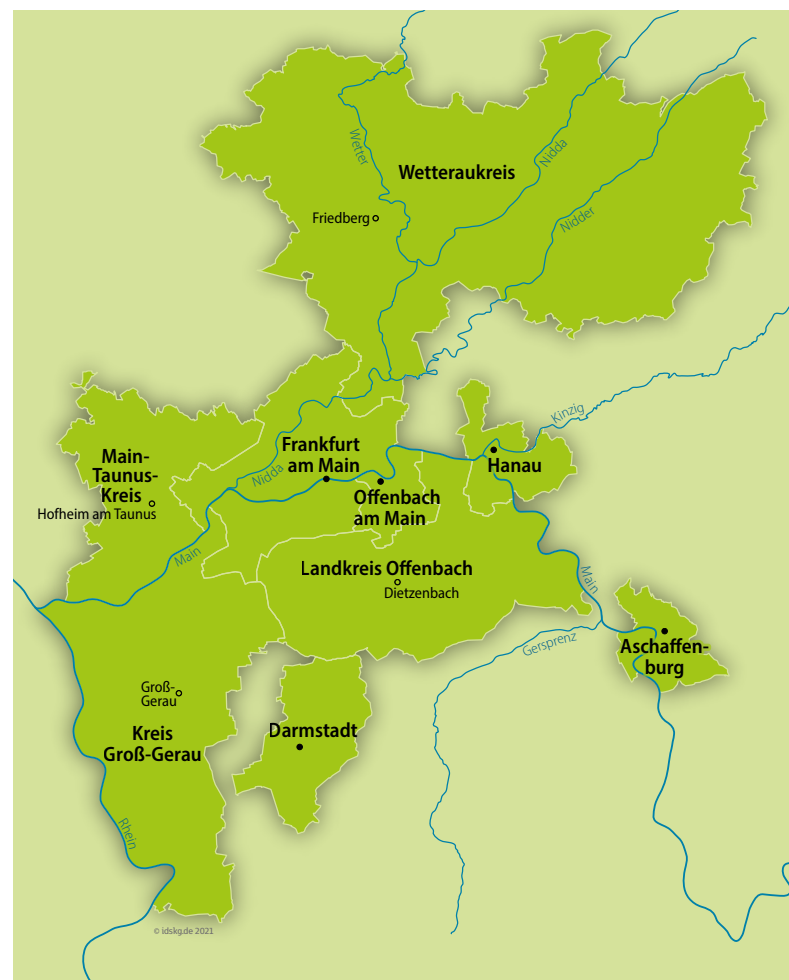 Wetter
Nidda
Wetteraukreis
Nidder
Friedberg
Kinzig
Main-
Taunus-
Kreis
Hofheim am Taunus
Frankfurt
am Main
Nidda
Hanau
Offenbach
am Main
Main
Landkreis Offenbach
Dietzenbach
Main
Gersprenz
Aschaffen-
burg
Groß-
Gerau
Kreis
Groß-Gerau
Darmstadt
Rhein
© idskg.de 2021